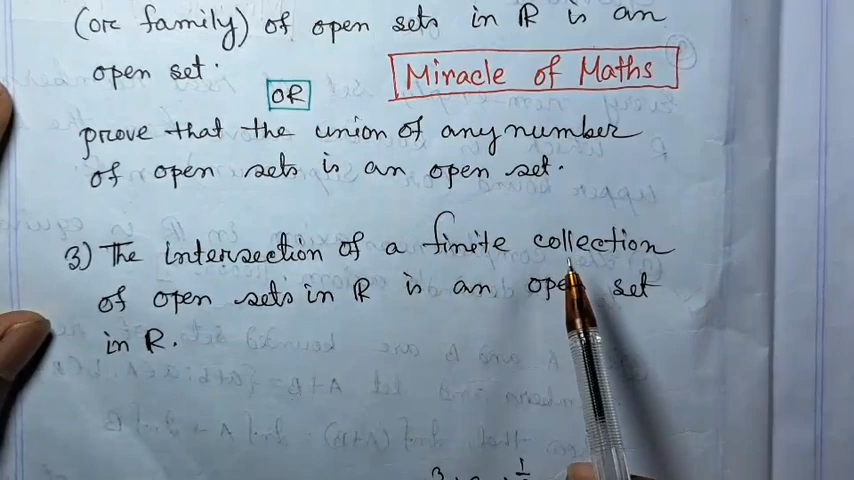 (or family) of open sets in ℝ is an
open set.
Miracle of Maths
OR
prove that the union of any number
of open sets is an open set.
3) The intersection of a finite collection
of open sets in ℝ is an open set
in ℝ.